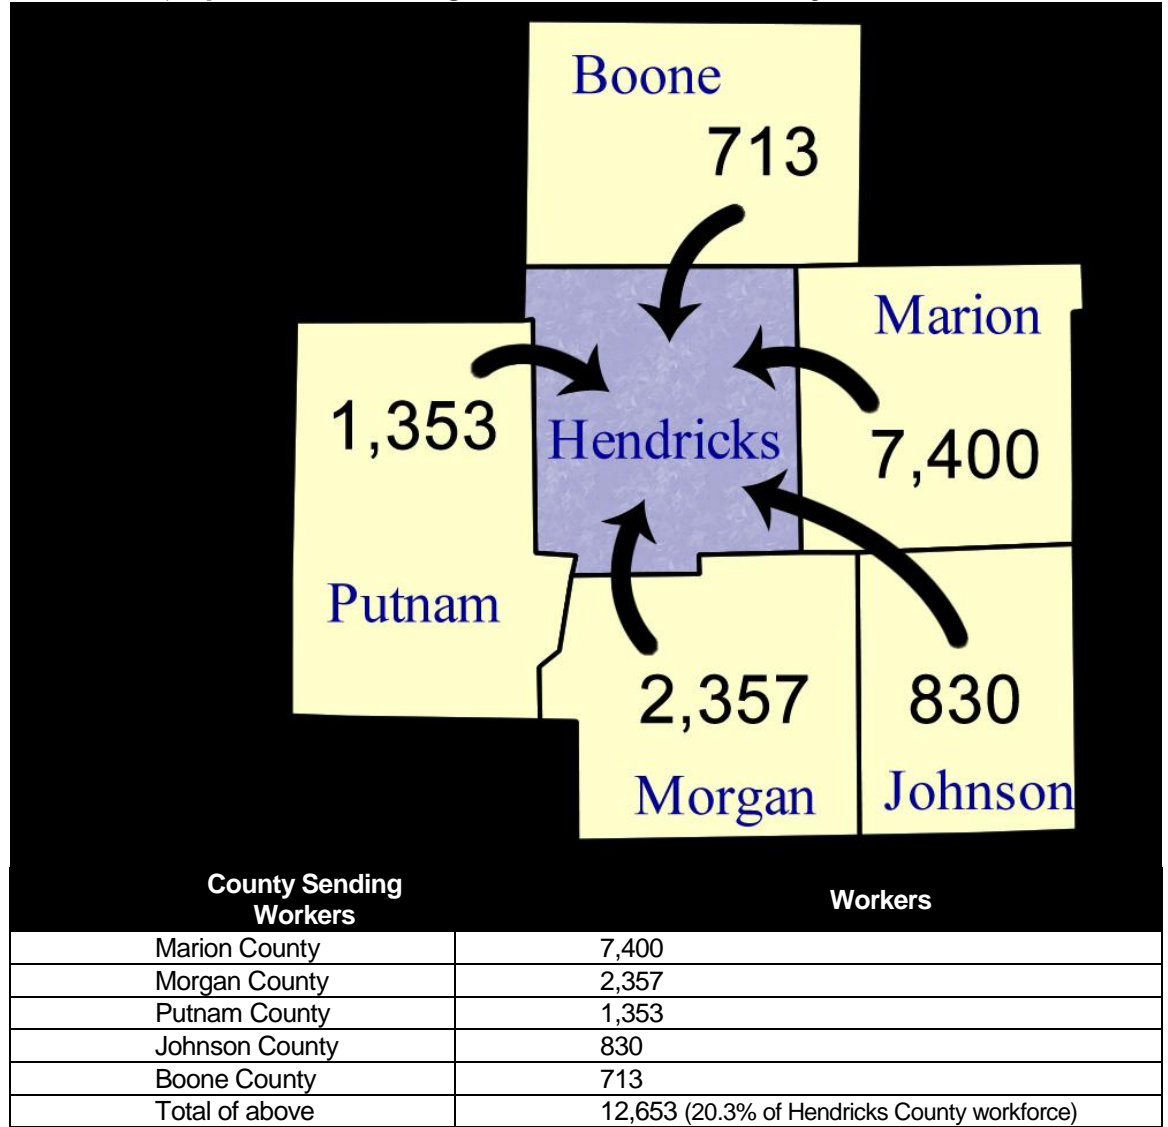 Boone
713
Marion
1,353
Hendricks
7,400
Putnam
2,357
830
Morgan
Johnson
County Sending
Workers
Workers
Marion County 7,400
Morgan County 2,357
Putnam County 1,353
Johnson County 830
Boone County 713
Total of above 12,653 (20.3% of Hendricks County workforce)